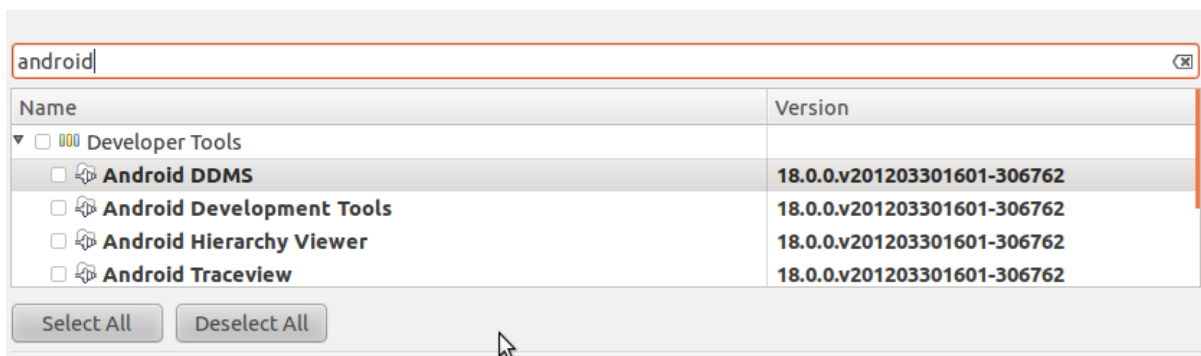 android
Name Version
Developer Tools
Android DDMS 18.0.0.v201203301601-306762
Android Development Tools 18.0.0.v201203301601-306762
Android Hierarchy Viewer 18.0.0.v201203301601-306762
Android Traceview 18.0.0.v201203301601-306762
Select All Deselect All